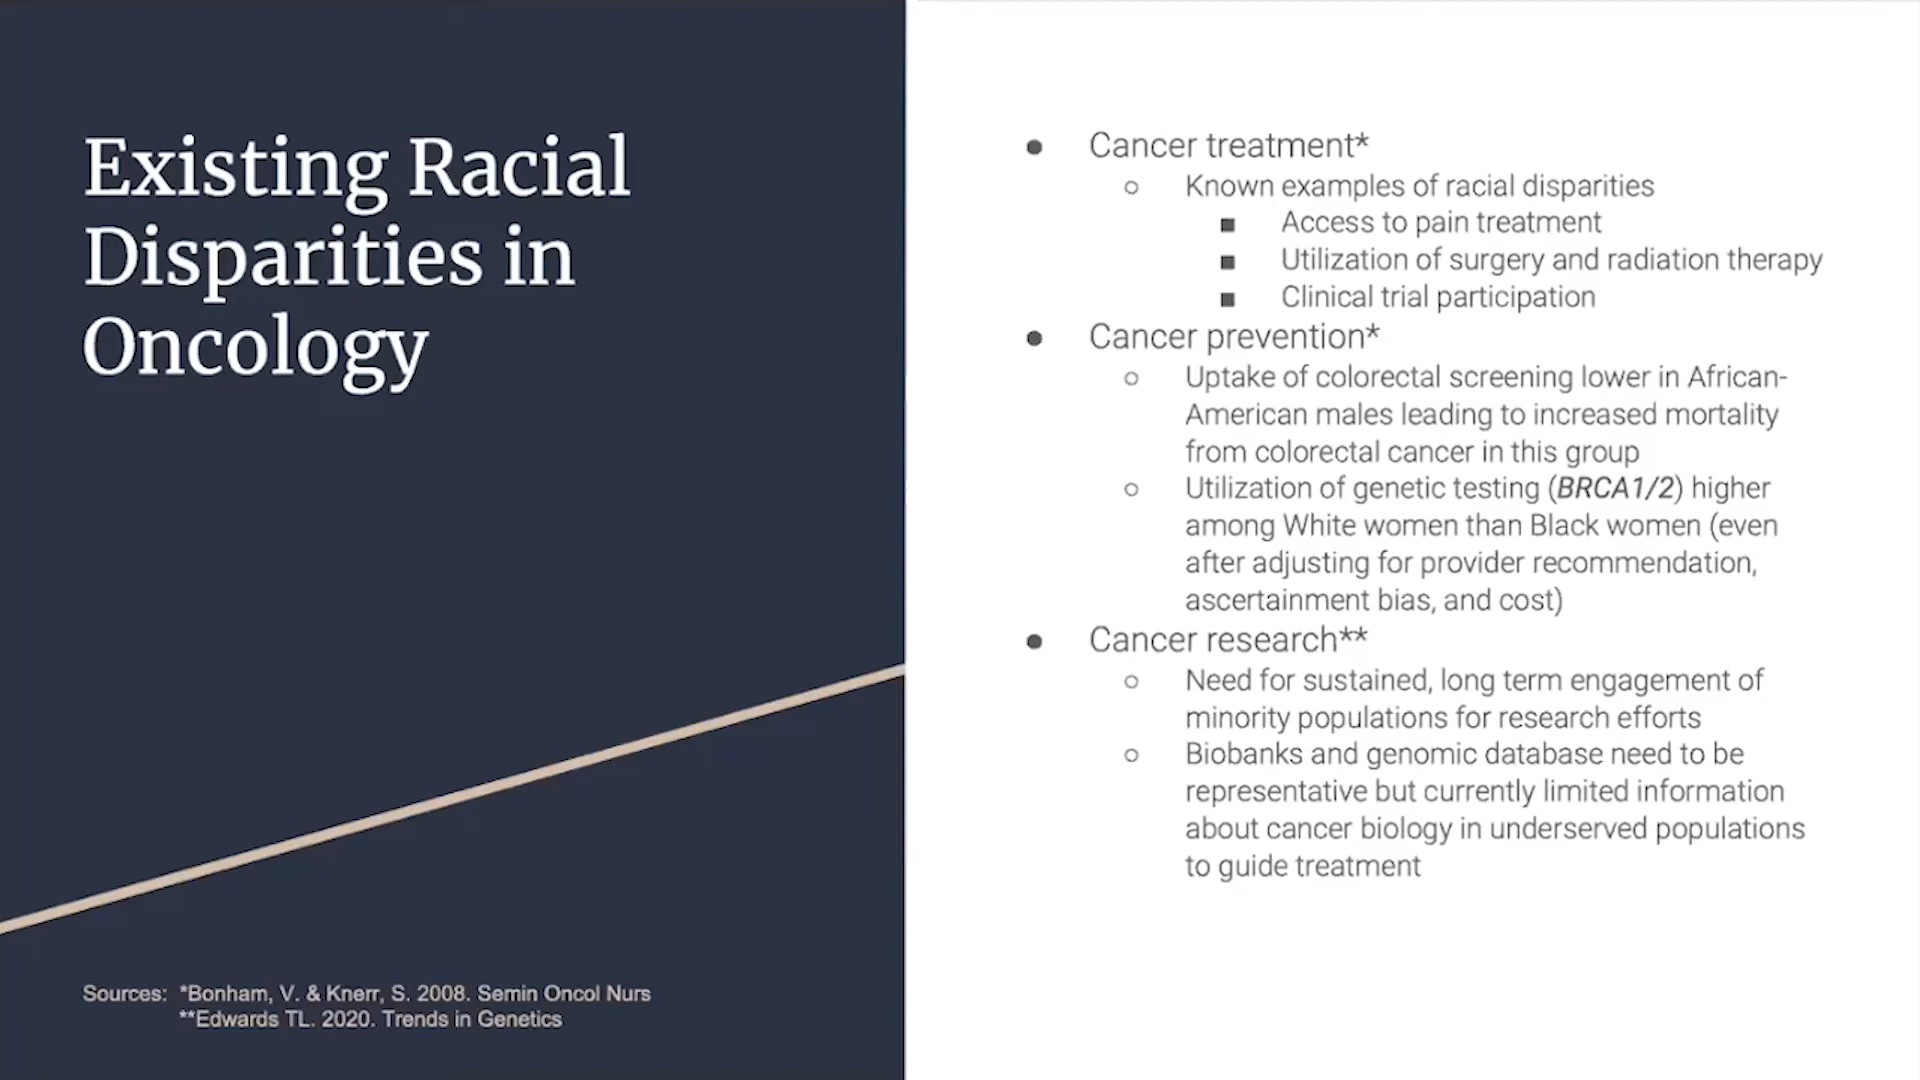 Existing Racial
Disparities in
Oncology
Sources: *Bonham, V. & Knerr, S. 2008. Semin Oncol Nurs
**Edwards TL. 2020. Trends in Genetics
● Cancer treatment*
○ Known examples of racial disparities
■ Access to pain treatment
■ Utilization of surgery and radiation therapy
■ Clinical trial participation
● Cancer prevention*
○ Uptake of colorectal screening lower in African-
American males leading to increased mortality
from colorectal cancer in this group
○ Utilization of genetic testing (BRCA1/2) higher
among White women than Black women (even
after adjusting for provider recommendation,
ascertainment bias, and cost)
● Cancer research**
○ Need for sustained, long term engagement of
minority populations for research efforts
○ Biobanks and genomic database need to be
representative but currently limited information
about cancer biology in underserved populations
to guide treatment